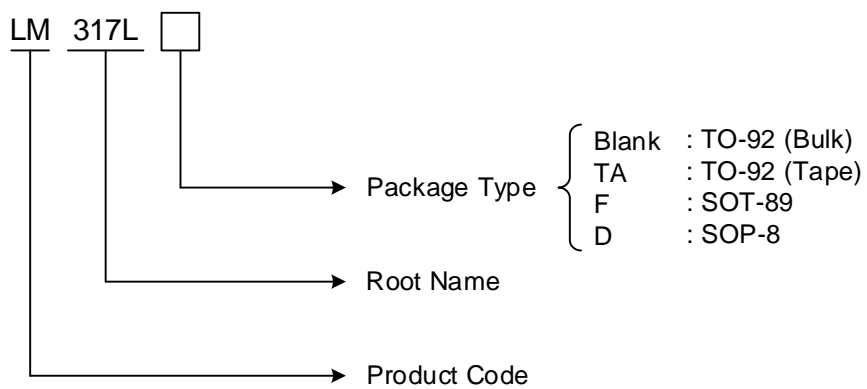 LM 317L
Package Type
Blank : TO-92 (Bulk)
TA : TO-92 (Tape)
F : SOT-89
D : SOP-8
Root Name
Product Code